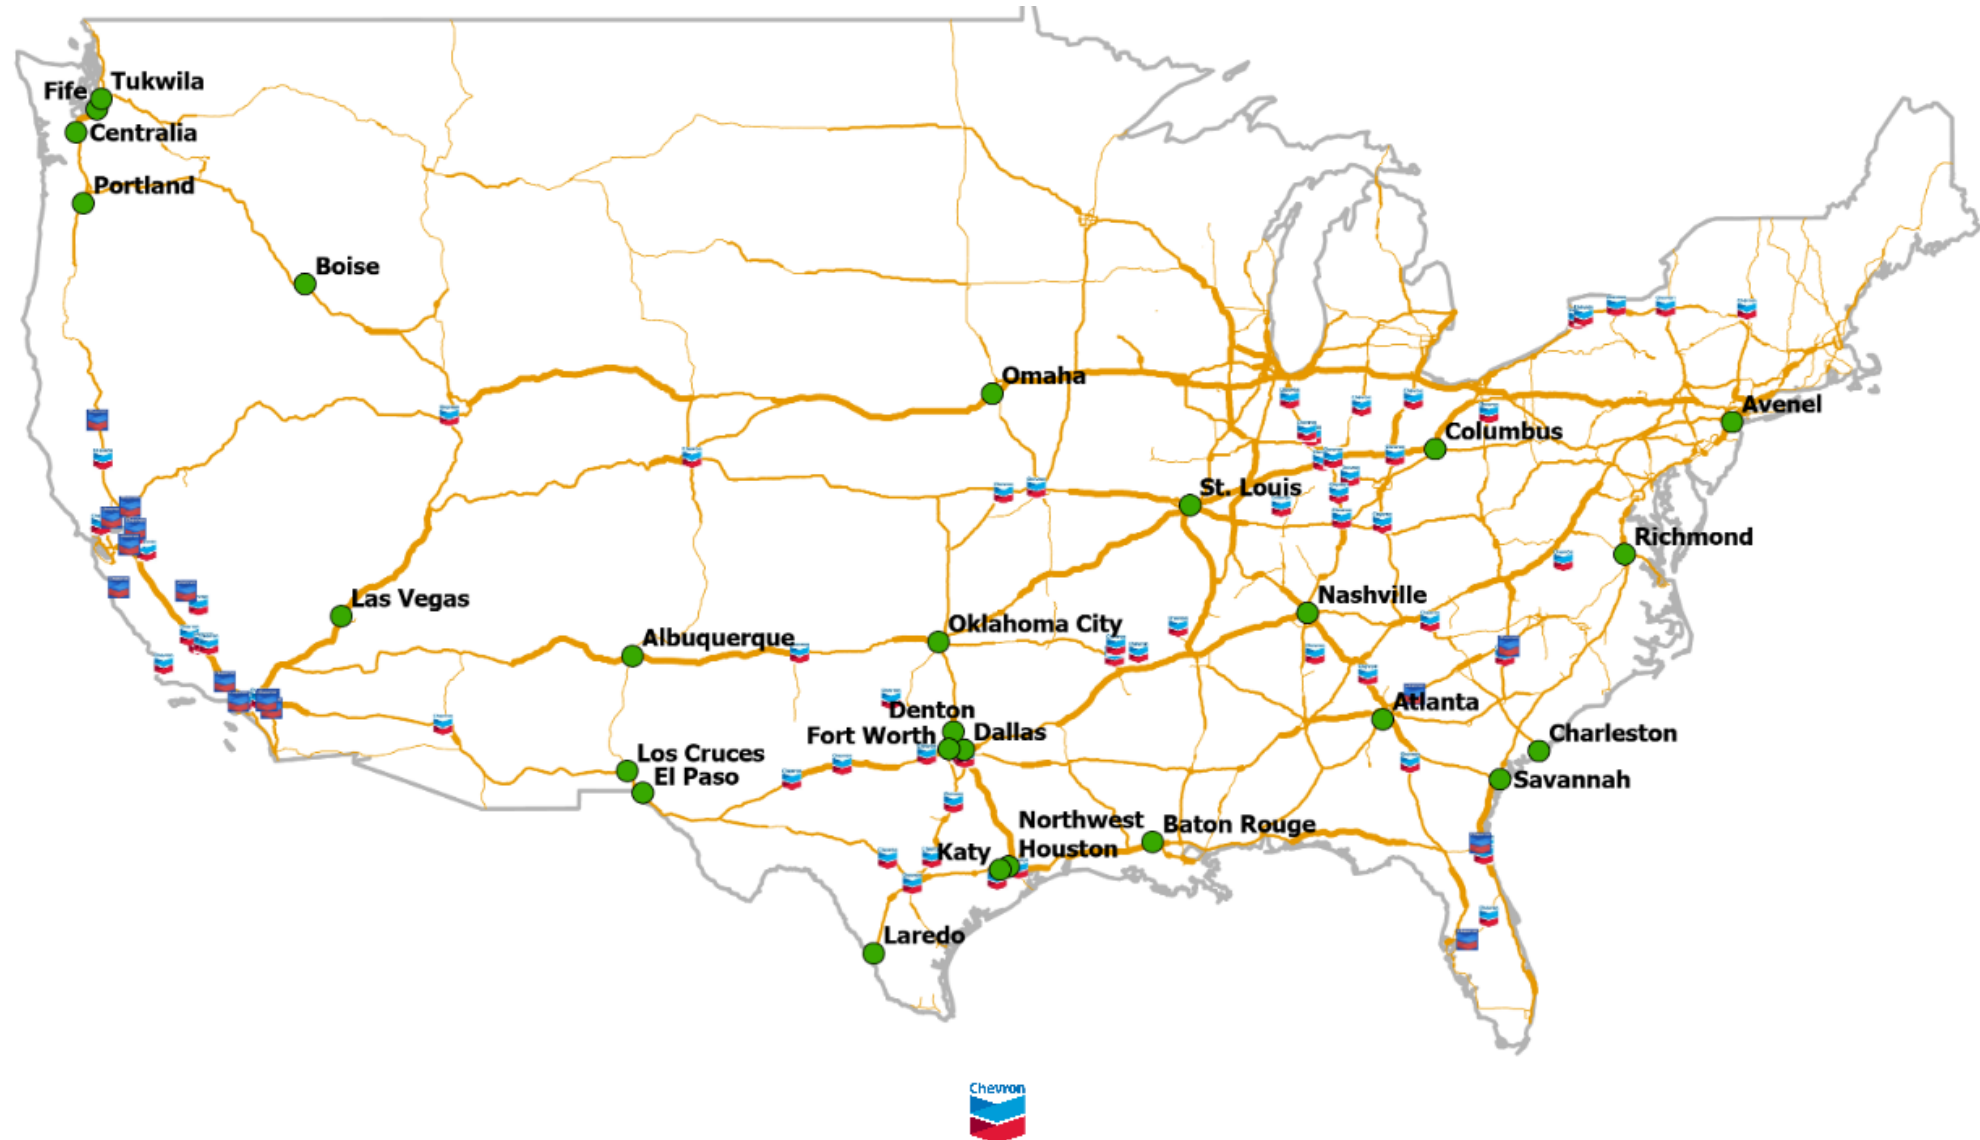 Tukwila
Fife
Centralia
Portland
Boise
Omaha
Avenel
Columbus
St. Louis
Richmond
Las Vegas
Nashville
Oklahoma City
Albuquerque
Atlanta
Denton
Fort Worth
Dallas
Charleston
Los Cruces
El Paso
Savannah
Northwest
Houston
Baton Rouge
Katy
Laredo
Chevron